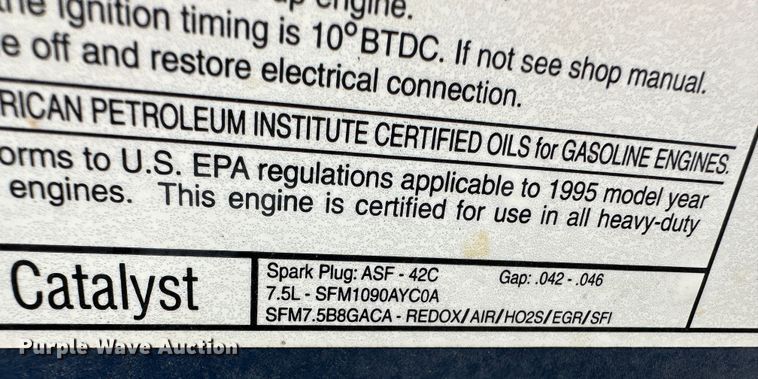 up engine.
the ignition timing is 10°BTDC. If not see shop manual.
e off and restore electrical connection.
RICAN PETROLEUM INSTITUTE CERTIFIED OILS for GASOLINE ENGINES.
orms to U.S. EPA regulations applicable to 1995 model year
engines. This engine is certified for use in all heavy-duty
Catalyst
Spark Plug: ASF - 42C Gap: .042 - .046
7.5L - SFM1090AYC0A
SFM7.5B8GACA - REDOX/AIR/HO2S/EGR/SFI
Purple Wave Auction